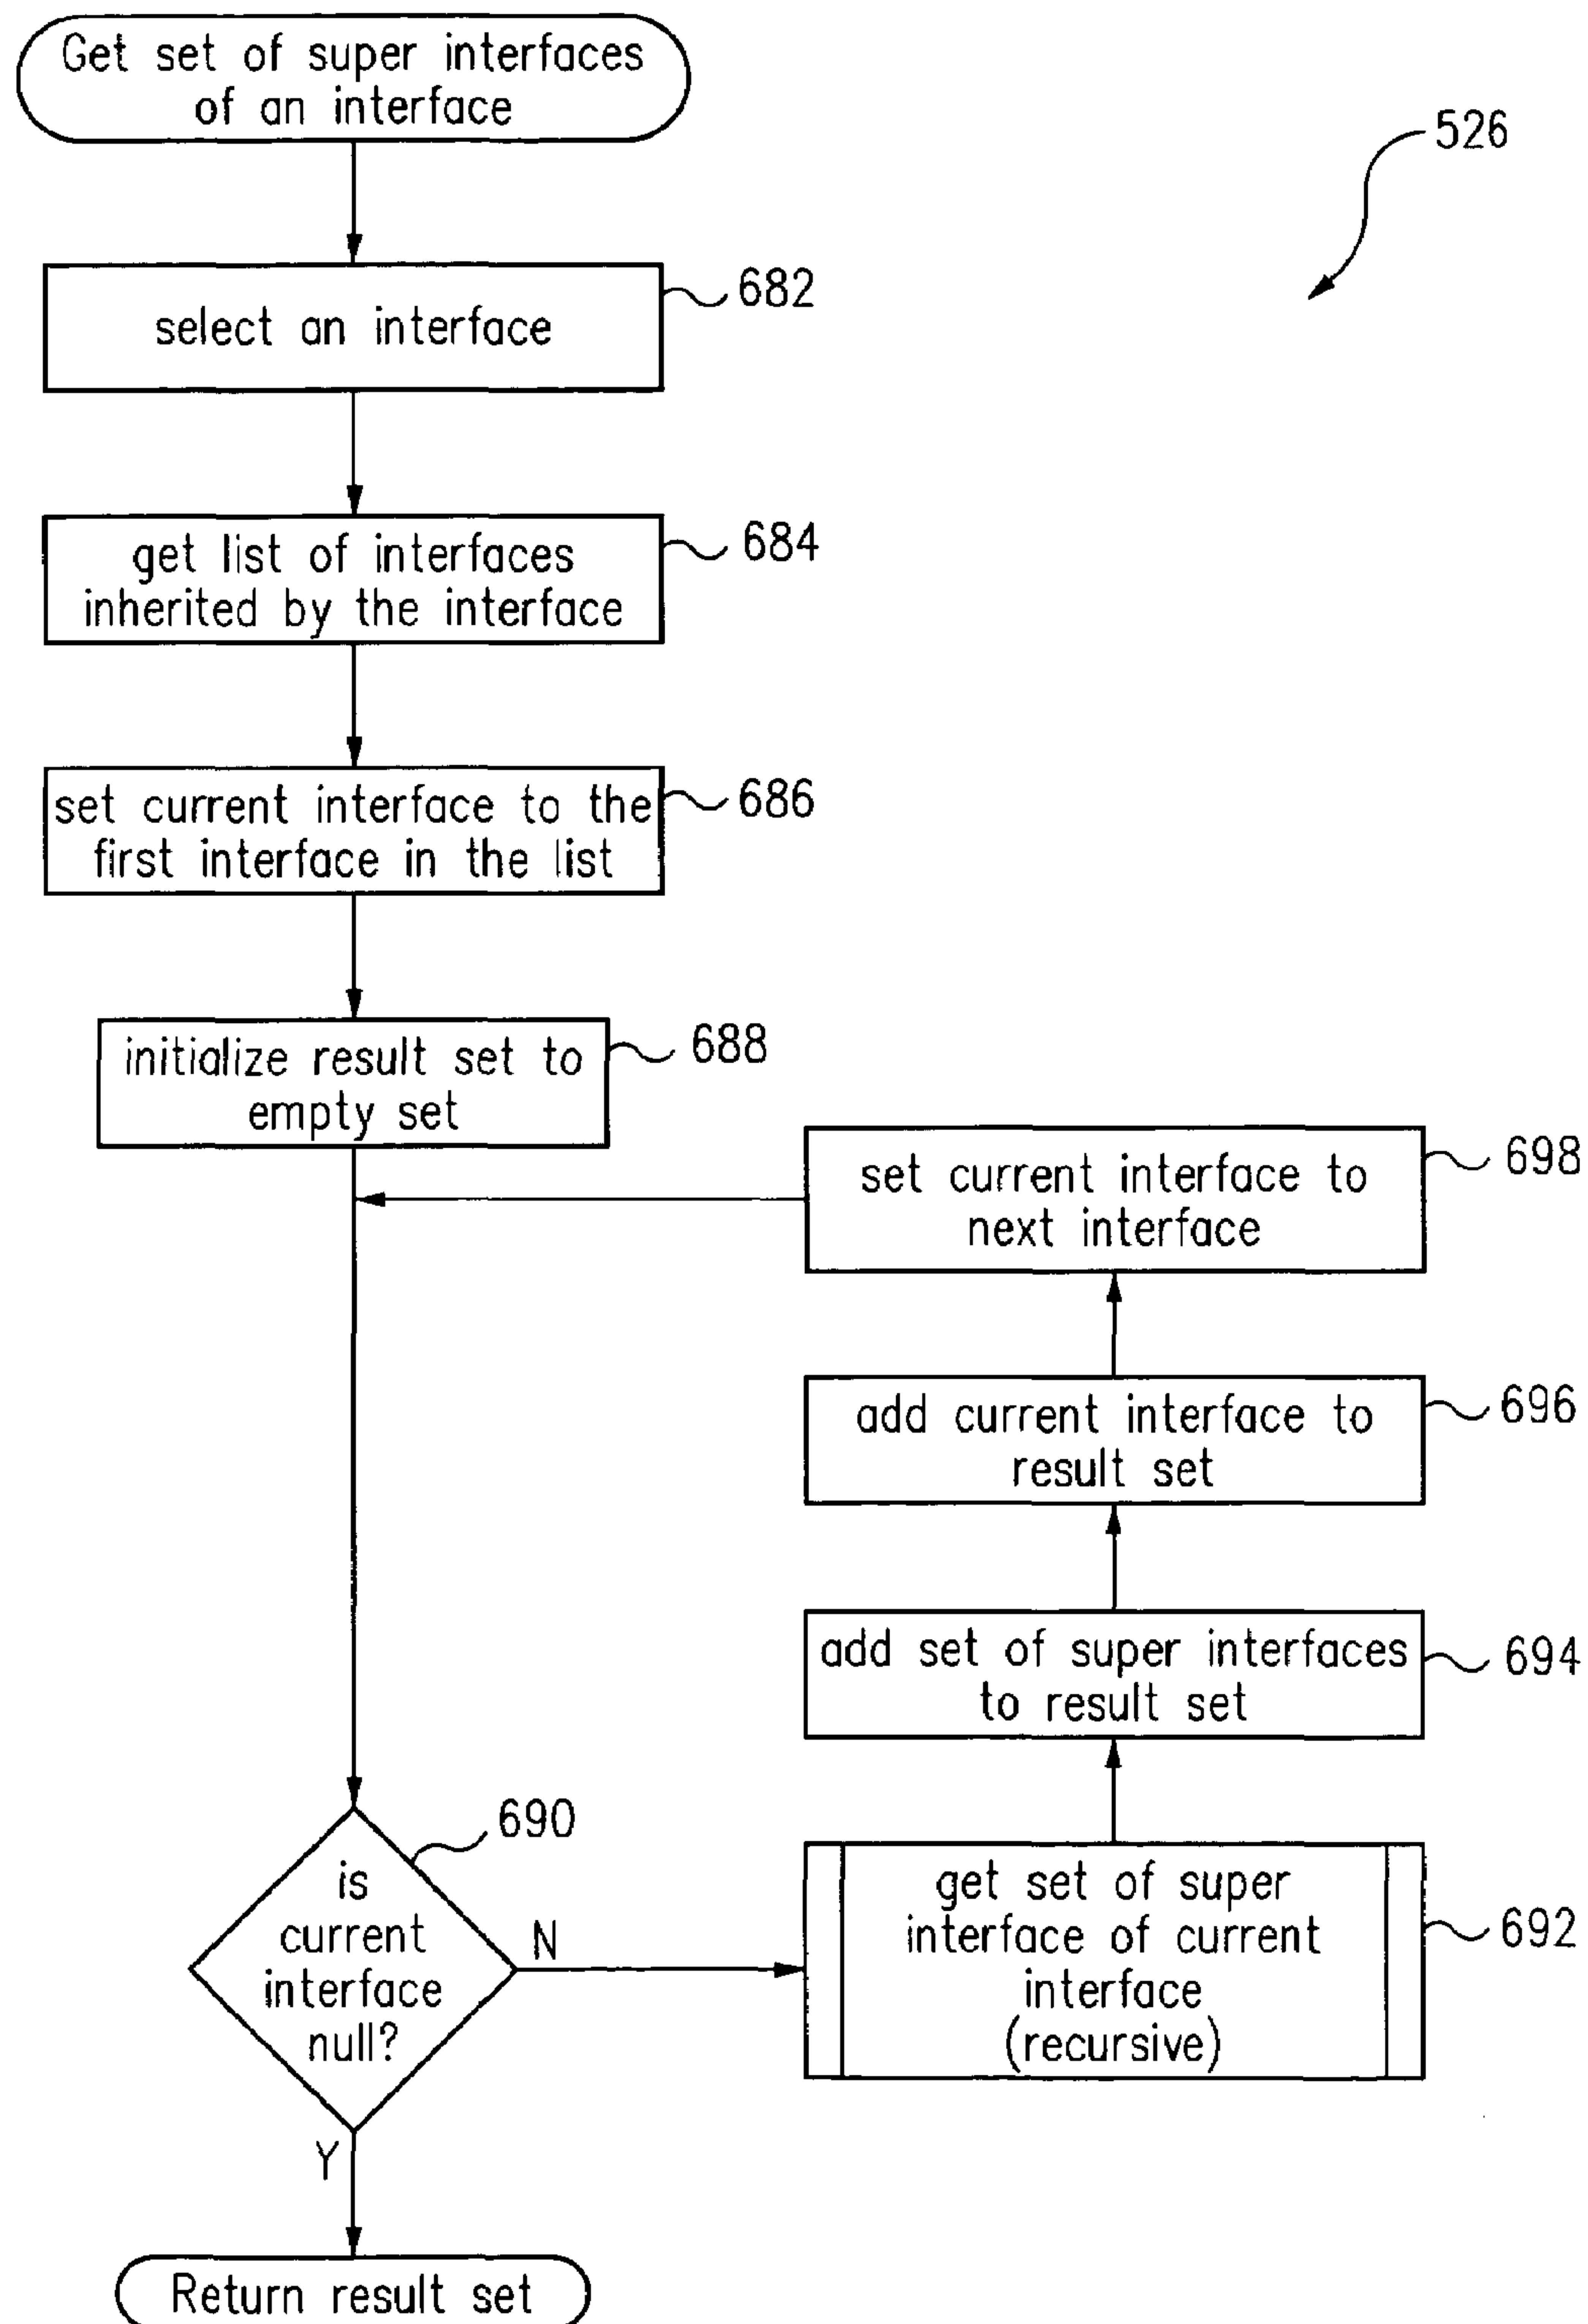 Get set of super interfaces
of an interface
526
select an interface
682
get list of interfaces
inherited by the interface
684
set current interface to the
first interface in the list
686
initialize result set to
empty set
688
set current interface to
next interface
698
add current interface to
result set
696
add set of super interfaces
to result set
694
is
current
interface
null?
690
N
get set of super
interface of current
interface
(recursive)
692
Y
Return result set